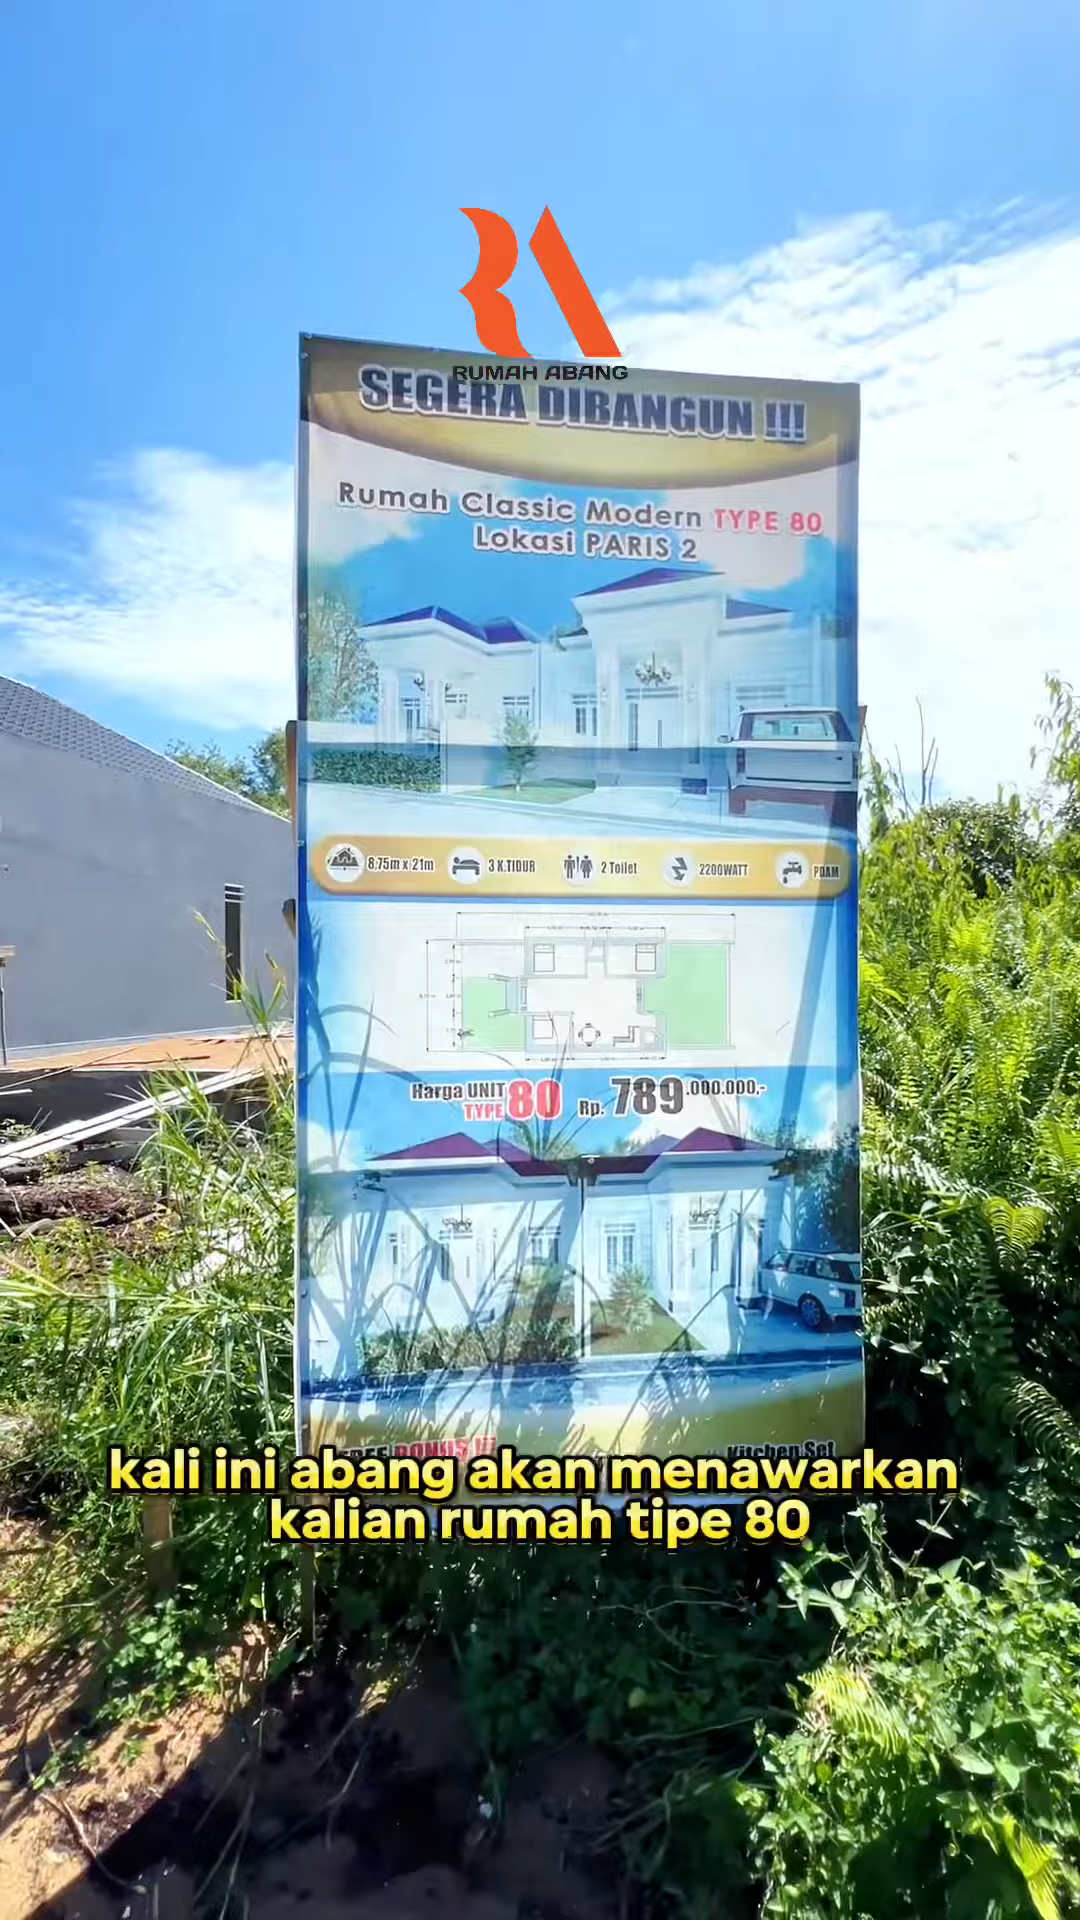 RUMAH ABANG
SEGERA DIBANGUN !!!
Rumah Classic Modern TYPE 80
Lokasi PARIS 2
8,75m x 21m
3 K.TIDUR
2 Toilet
2200WATT
PDAM
Harga UNIT
TYPE 80 Rp. 789.000.000,-
FREE BONUS !!!
Kitchen Set
kali ini abang akan menawarkan
kalian rumah tipe 80